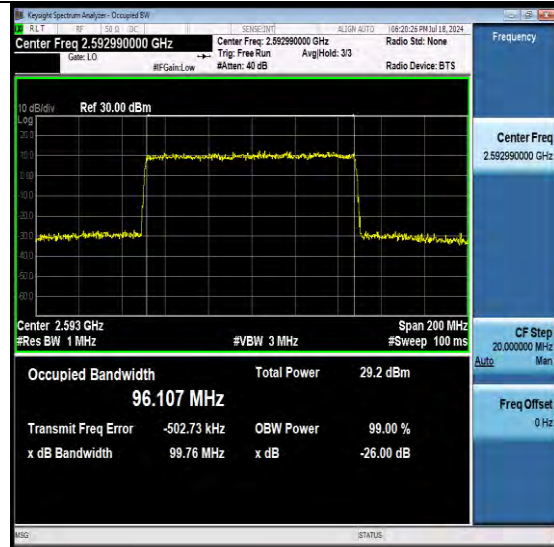 Keysight Spectrum Analyzer - Occupied BW
RLT RF 50 Ω DC SENSE:INT ALIGN AUTO 06:20:26 PM Jul 18, 2024
Center Freq 2.592990000 GHz
Center Freq: 2.592990000 GHz
Radio Std: None
Gate: LO
Trig: Free Run Avg|Hold: 3/3
#IFGain:Low #Atten: 40 dB
Radio Device: BTS
10 dB/div Ref 30.00 dBm
Log
20.0
10.0
0.00
-10.0
-20.0
-30.0
-40.0
-50.0
-60.0
Center 2.593 GHz
Span 200 MHz
#Res BW 1 MHz
#VBW 3 MHz
#Sweep 100 ms
Occupied Bandwidth
Total Power 29.2 dBm
96.107 MHz
Transmit Freq Error -502.73 kHz
OBW Power 99.00 %
x dB Bandwidth 99.76 MHz
x dB -26.00 dB
MSG
STATUS
Frequency
Center Freq
2.592990000 GHz
CF Step
20.000000 MHz
Auto Man
Freq Offset
0 Hz